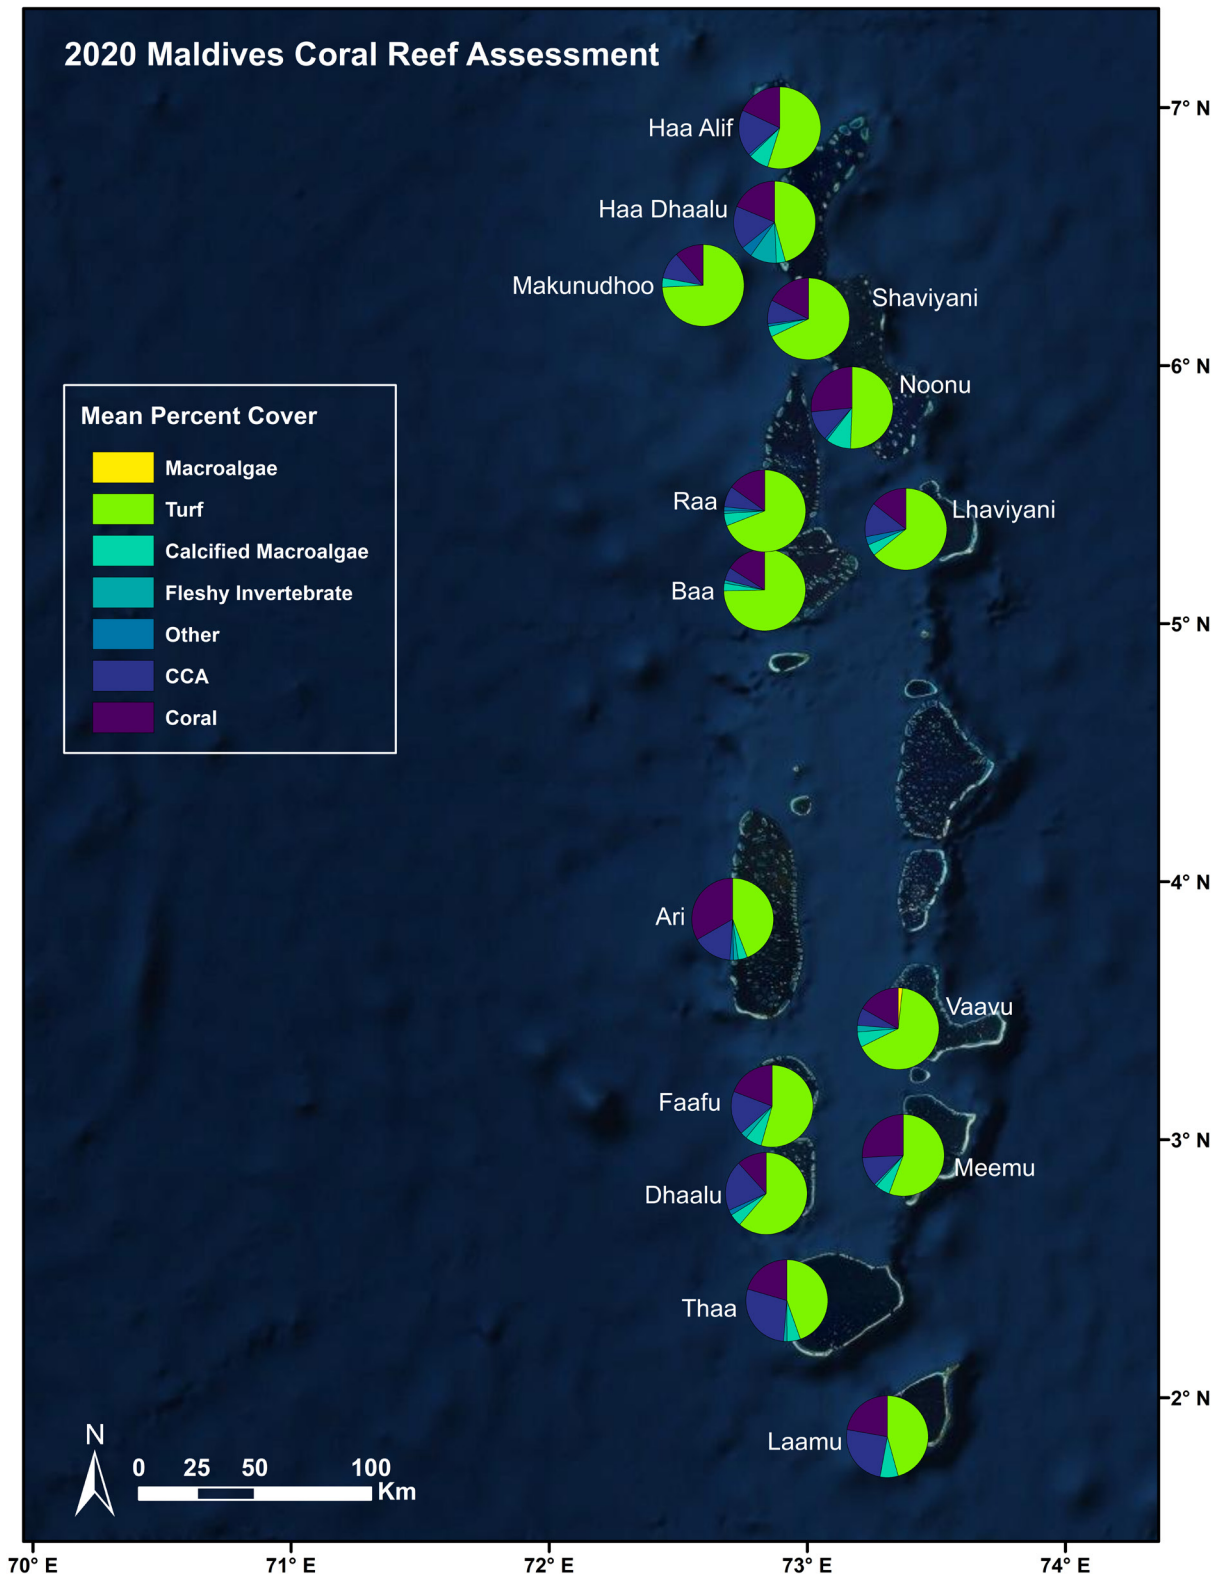 2020 Maldives Coral Reef Assessment
Haa Alif
7° N
Haa Dhaalu
Makunudhoo
Shaviyani
6° N
Noonu
Mean Percent Cover
Macroalgae
Turf
Calcified Macroalgae
Fleshy Invertebrate
Other
CCA
Coral
Raa
Lhaviyani
Baa
5° N
4° N
Ari
Vaavu
Faafu
3° N
Meemu
Dhaalu
Thaa
2° N
Laamu
N
0 25 50 100
Km
70° E 71° E 72° E 73° E 74° E